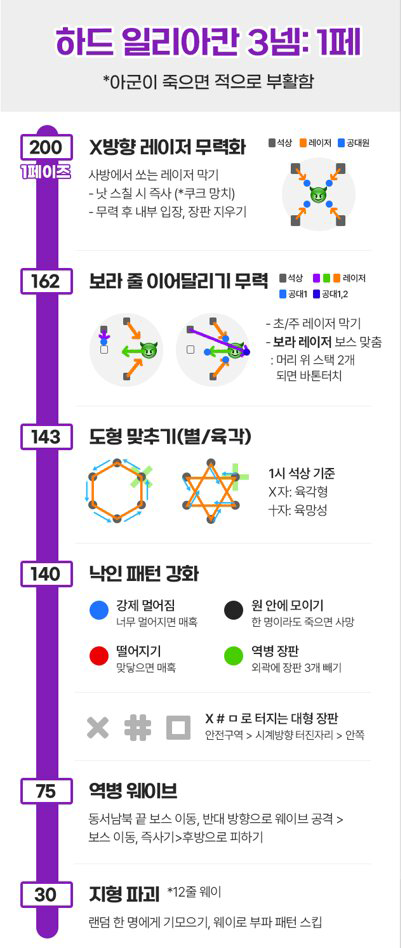 하드 일리아칸 3넴: 1페
*아군이 죽으면 적으로 부활함
200
1페이즈
X방향 레이저 무력화
석상 레이저 공대원
사방에서 쏘는 레이저 막기
- 낫 스칠 시 즉사 (*쿠크 망치)
- 무력 후 내부 입장, 장판 지우기
162
보라 줄 이어달리기 무력
석상 레이저
공대1 공대1,2
- 초/주 레이저 막기
- 보라 레이저 보스 맞춤
: 머리 위 스택 2개
되면 바톤터치
143
도형 맞추기(별/육각)
1시 석상 기준
X자: 육각형
十자: 육망성
140
낙인 패턴 강화
강제 멀어짐
너무 멀어지면 매혹
원 안에 모이기
한 명이라도 죽으면 사망
떨어지기
맞닿으면 매혹
역병 장판
외곽에 장판 3개 빼기
X # ㅁ 로 터지는 대형 장판
안전구역 > 시계방향 터진자리 > 안쪽
75
역병 웨이브
동서남북 끝 보스 이동, 반대 방향으로 웨이브 공격 >
보스 이동, 즉사기>후방으로 피하기
30
지형 파괴 *12줄 웨이
랜덤 한 명에게 기모으기, 웨이로 부파 패턴 스킵